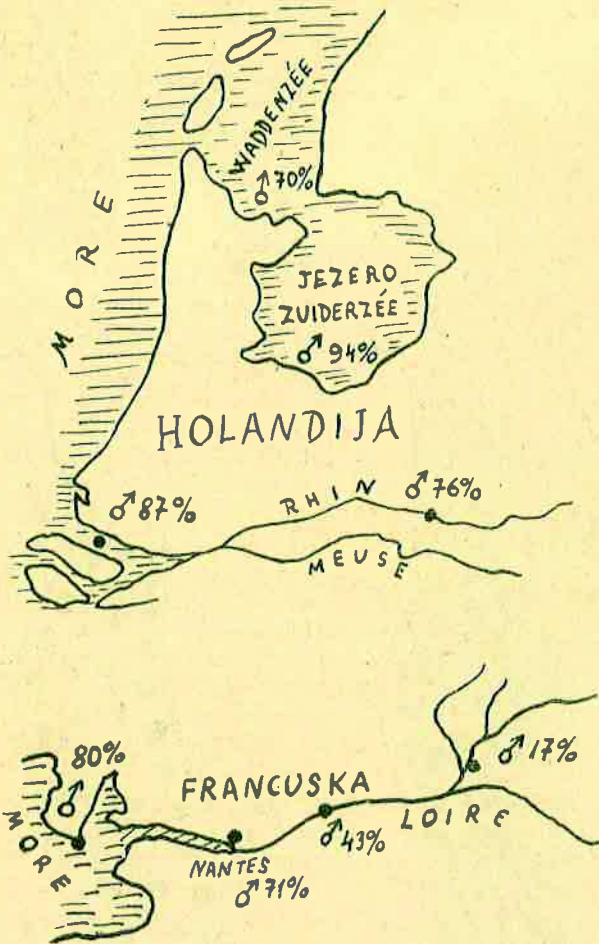 WADDENZÉE
♂ 70%
MORE
JEZERO
ZUIDERZÉE
♂ 94%
HOLANDIJA
♂ 87%
RHIN
♂ 76%
MEUSE
80%
♂
FRANCUSKA
♂ 17%
MORE
LOIRE
♂ 43%
NANTES
♂ 71%